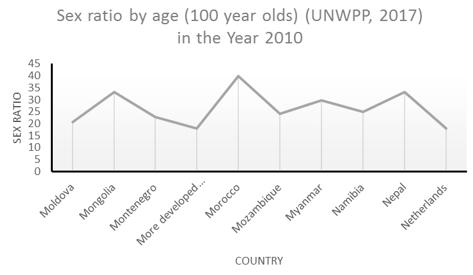 Sex ratio by age (100 year olds) (UNWPP, 2017)
in the Year 2010
45
40
35
30
25
20
15
10
5
0
SEX RATIO
Moldova
Mongolia
Montenegro
More developed...
Morocco
Mozambique
Myanmar
Namibia
Nepal
Netherlands
COUNTRY